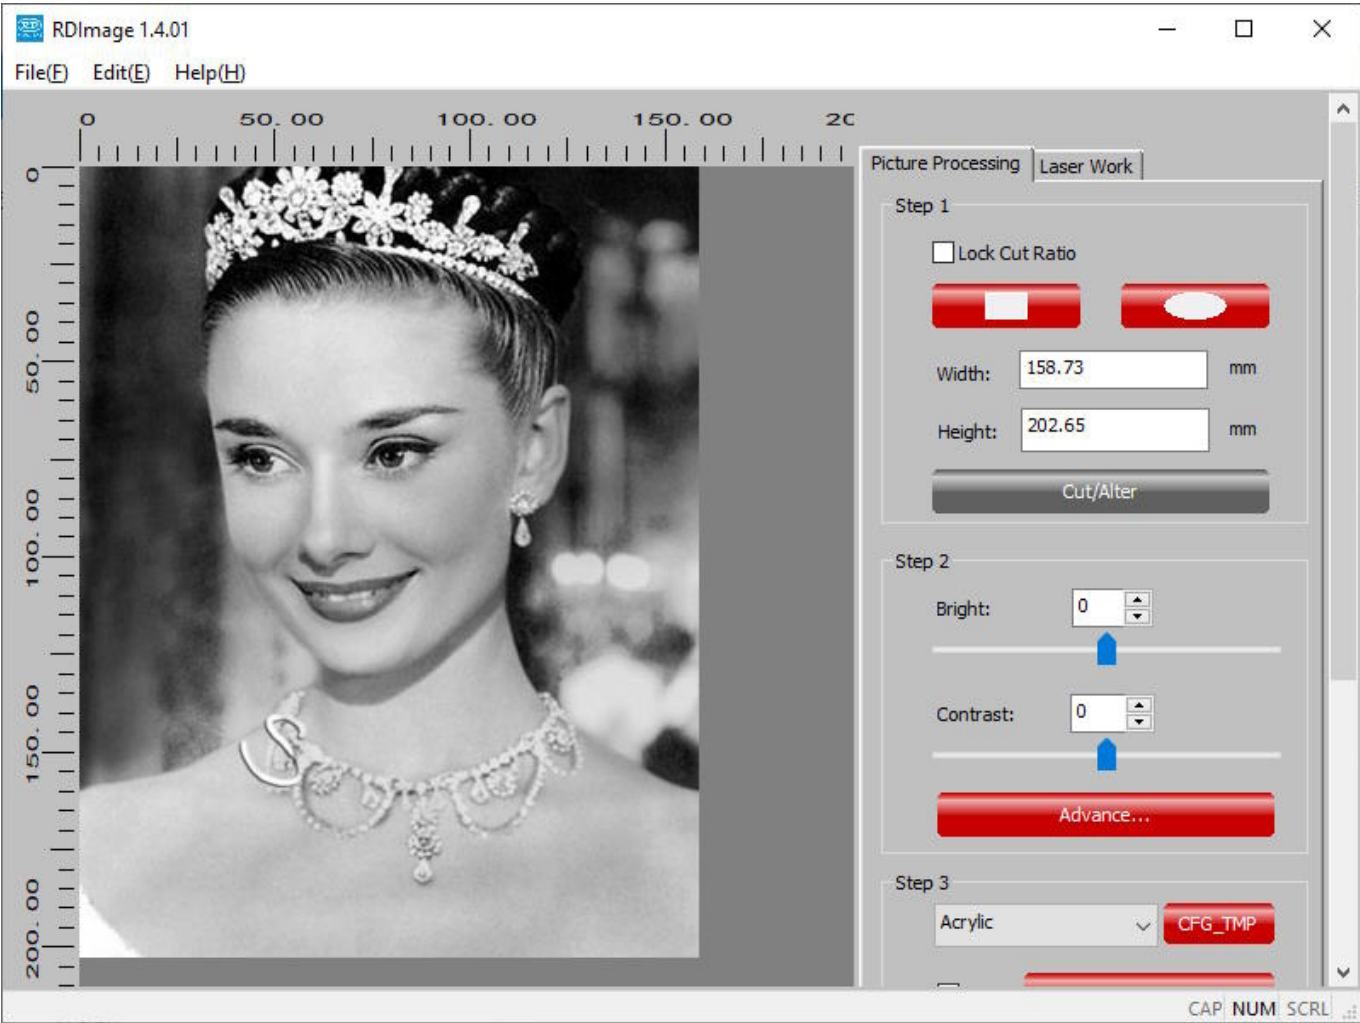 RDImage 1.4.01
File(F) Edit(E) Help(H)
0 50.00 100.00 150.00 20
0
50.00
100.00
150.00
200.00
Picture Processing Laser Work
Step 1
Lock Cut Ratio
Width: 158.73 mm
Height: 202.65 mm
Cut/Alter
Step 2
Bright: 0
Contrast: 0
Advance...
Step 3
Acrylic CFG_TMP
CAP NUM SCRL